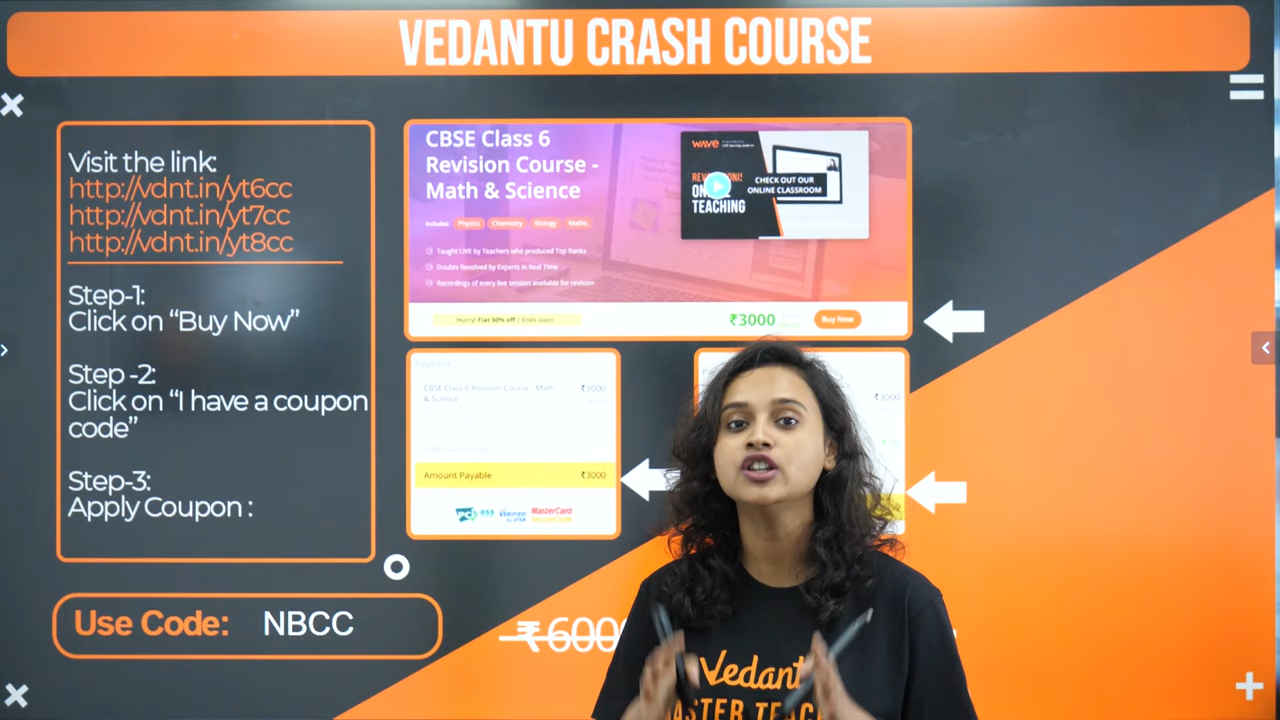 VEDANTU CRASH COURSE
Visit the link:
http://vdnt.in/yt6cc
http://vdnt.in/yt7cc
http://vdnt.in/yt8cc
Step-1:
Click on “Buy Now”
Step -2:
Click on “I have a coupon
code”
Step-3:
Apply Coupon :
Use Code: NBCC
CBSE Class 6
Revision Course -
Math & Science
Includes: Physics Chemistry Biology Maths
Taught LIVE by Teachers who produced Top Ranks
Doubts Resolved by Experts in Real Time
Recordings of every live session available for revision
WAVE
CHECK OUT OUR
ONLINE CLASSROOM
TEACHING
Hurry! Flat 50% off | Ends soon
₹3000
Buy Now
Payment
CBSE Class 6 Revision Course - Math
& Science
₹3000
Amount Payable ₹3000
VERIFIED
MasterCard
SecureCode
₹3000
₹ 600
Vedant
ASTER TEAC